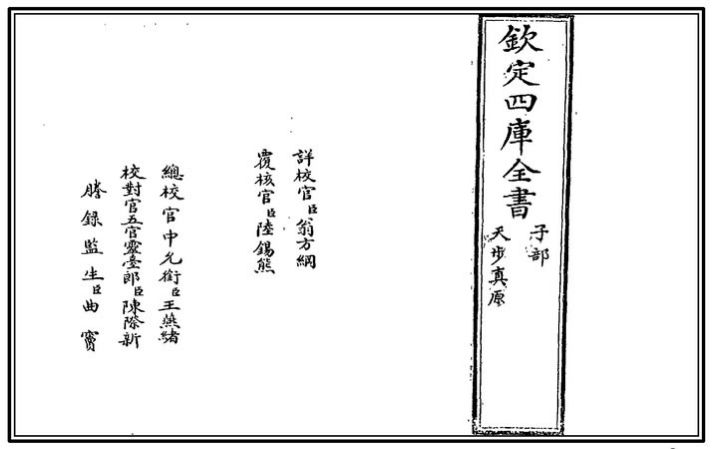 欽定四庫全書
子部
天步真原
詳校官臣翁方綱
覆核官臣陸錫熊
總校官中允銜臣王燕緒
校對官五官靈臺郎臣陳際新
謄錄監生臣曲寶